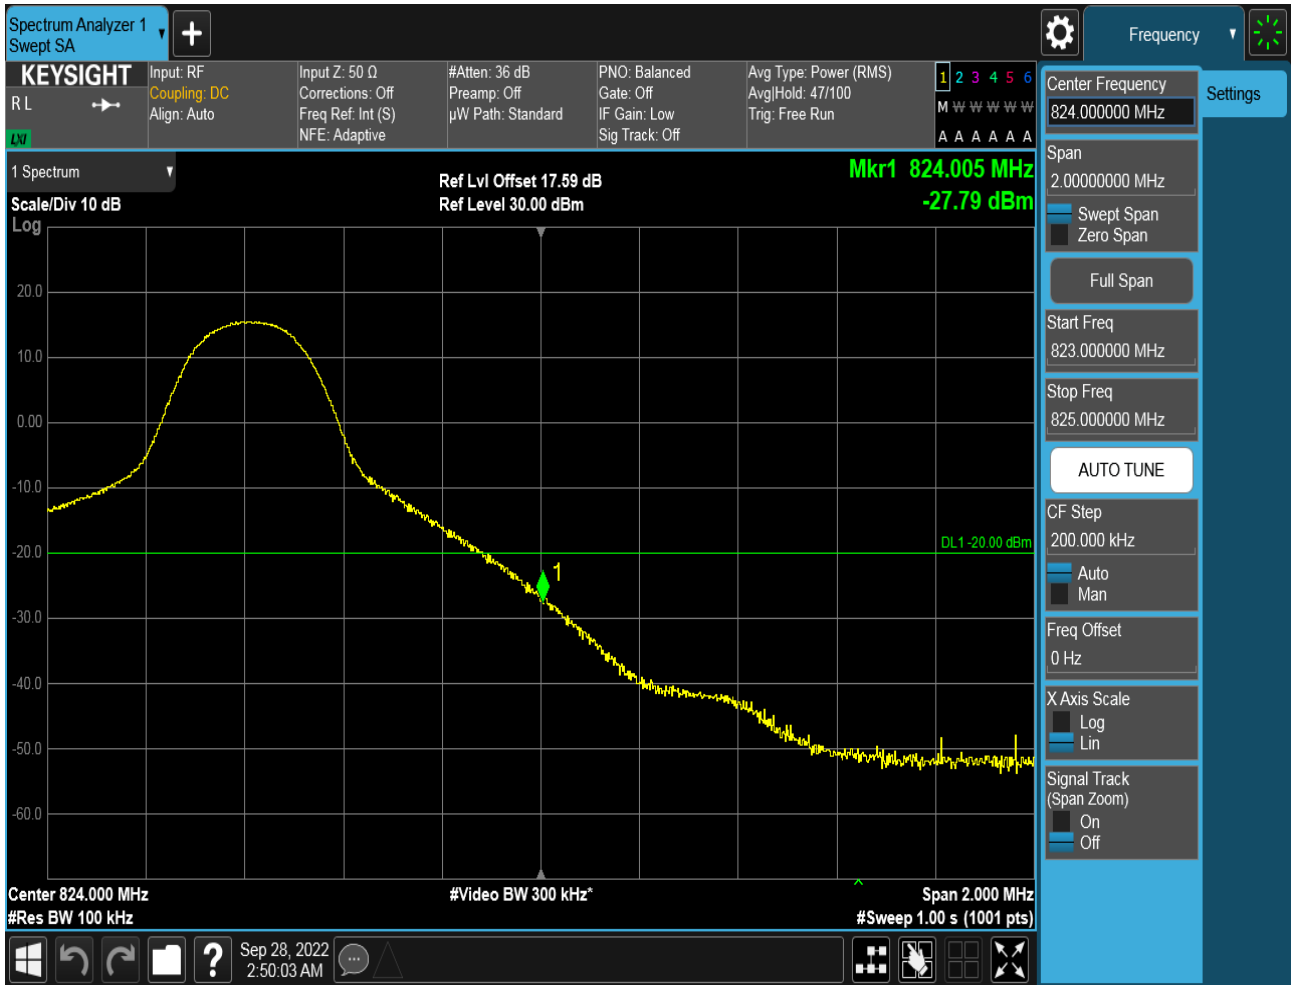 Spectrum Analyzer 1
Swept SA
Frequency
KEYSIGHT
R L
LXI
Input: RF
Coupling: DC
Align: Auto
Input Z: 50 Ω
Corrections: Off
Freq Ref: Int (S)
NFE: Adaptive
#Atten: 36 dB
Preamp: Off
µW Path: Standard
PNO: Balanced
Gate: Off
IF Gain: Low
Sig Track: Off
Avg Type: Power (RMS)
Avg|Hold: 47/100
Trig: Free Run
1 2 3 4 5 6
M W W W W W
A A A A A A
1 Spectrum
Scale/Div 10 dB
Log
Ref Lvl Offset 17.59 dB
Ref Level 30.00 dBm
Mkr1 824.005 MHz
-27.79 dBm
20.0
10.0
0.00
-10.0
-20.0
-30.0
-40.0
-50.0
-60.0
DL1 -20.00 dBm
1
Center 824.000 MHz
#Res BW 100 kHz
#Video BW 300 kHz*
Span 2.000 MHz
#Sweep 1.00 s (1001 pts)
Center Frequency
824.000000 MHz
Settings
Span
2.00000000 MHz
Swept Span
Zero Span
Full Span
Start Freq
823.000000 MHz
Stop Freq
825.000000 MHz
AUTO TUNE
CF Step
200.000 kHz
Auto
Man
Freq Offset
0 Hz
X Axis Scale
Log
Lin
Signal Track
(Span Zoom)
On
Off
?
Sep 28, 2022
2:50:03 AM